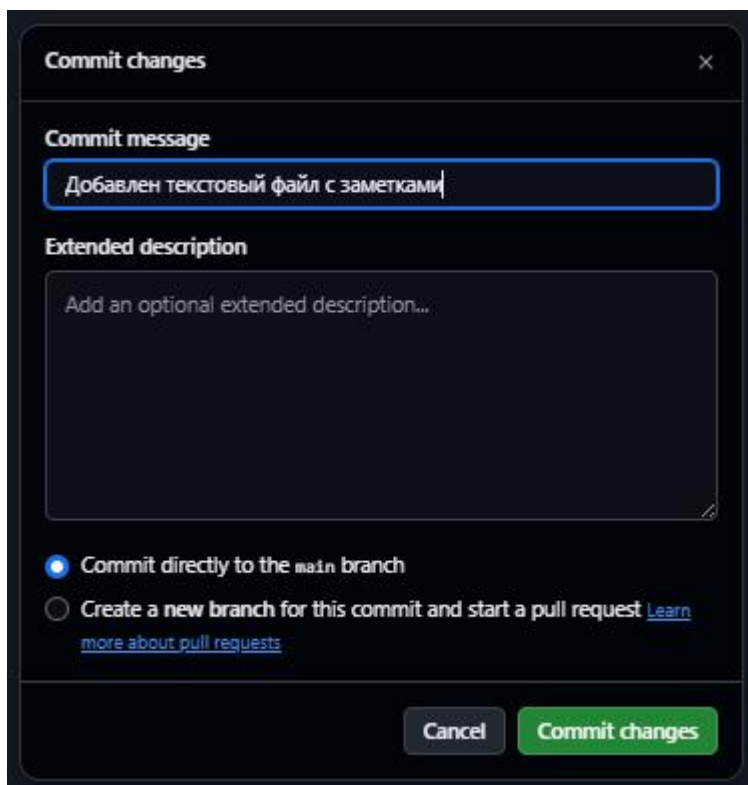 Commit changes
Commit message
Добавлен текстовый файл с заметками
Extended description
Add an optional extended description...
Commit directly to the main branch
Create a new branch for this commit and start a pull request Learn
more about pull requests
Cancel Commit changes